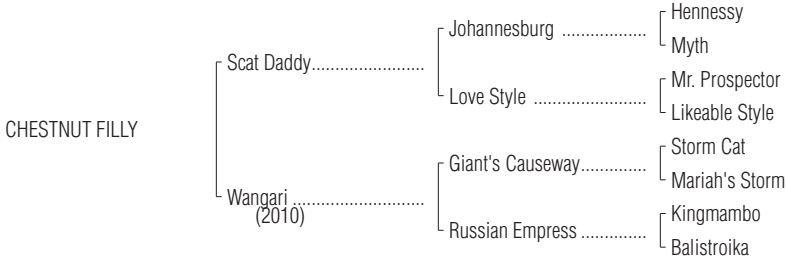 Hennessy
Johannesburg ..................
Myth
Scat Daddy........................
Mr. Prospector
Love Style ........................
Likeable Style
CHESTNUT FILLY
Storm Cat
Giant's Causeway..............
Mariah's Storm
Wangari ............................
(2010)
Kingmambo
Russian Empress ..............
Balistroika